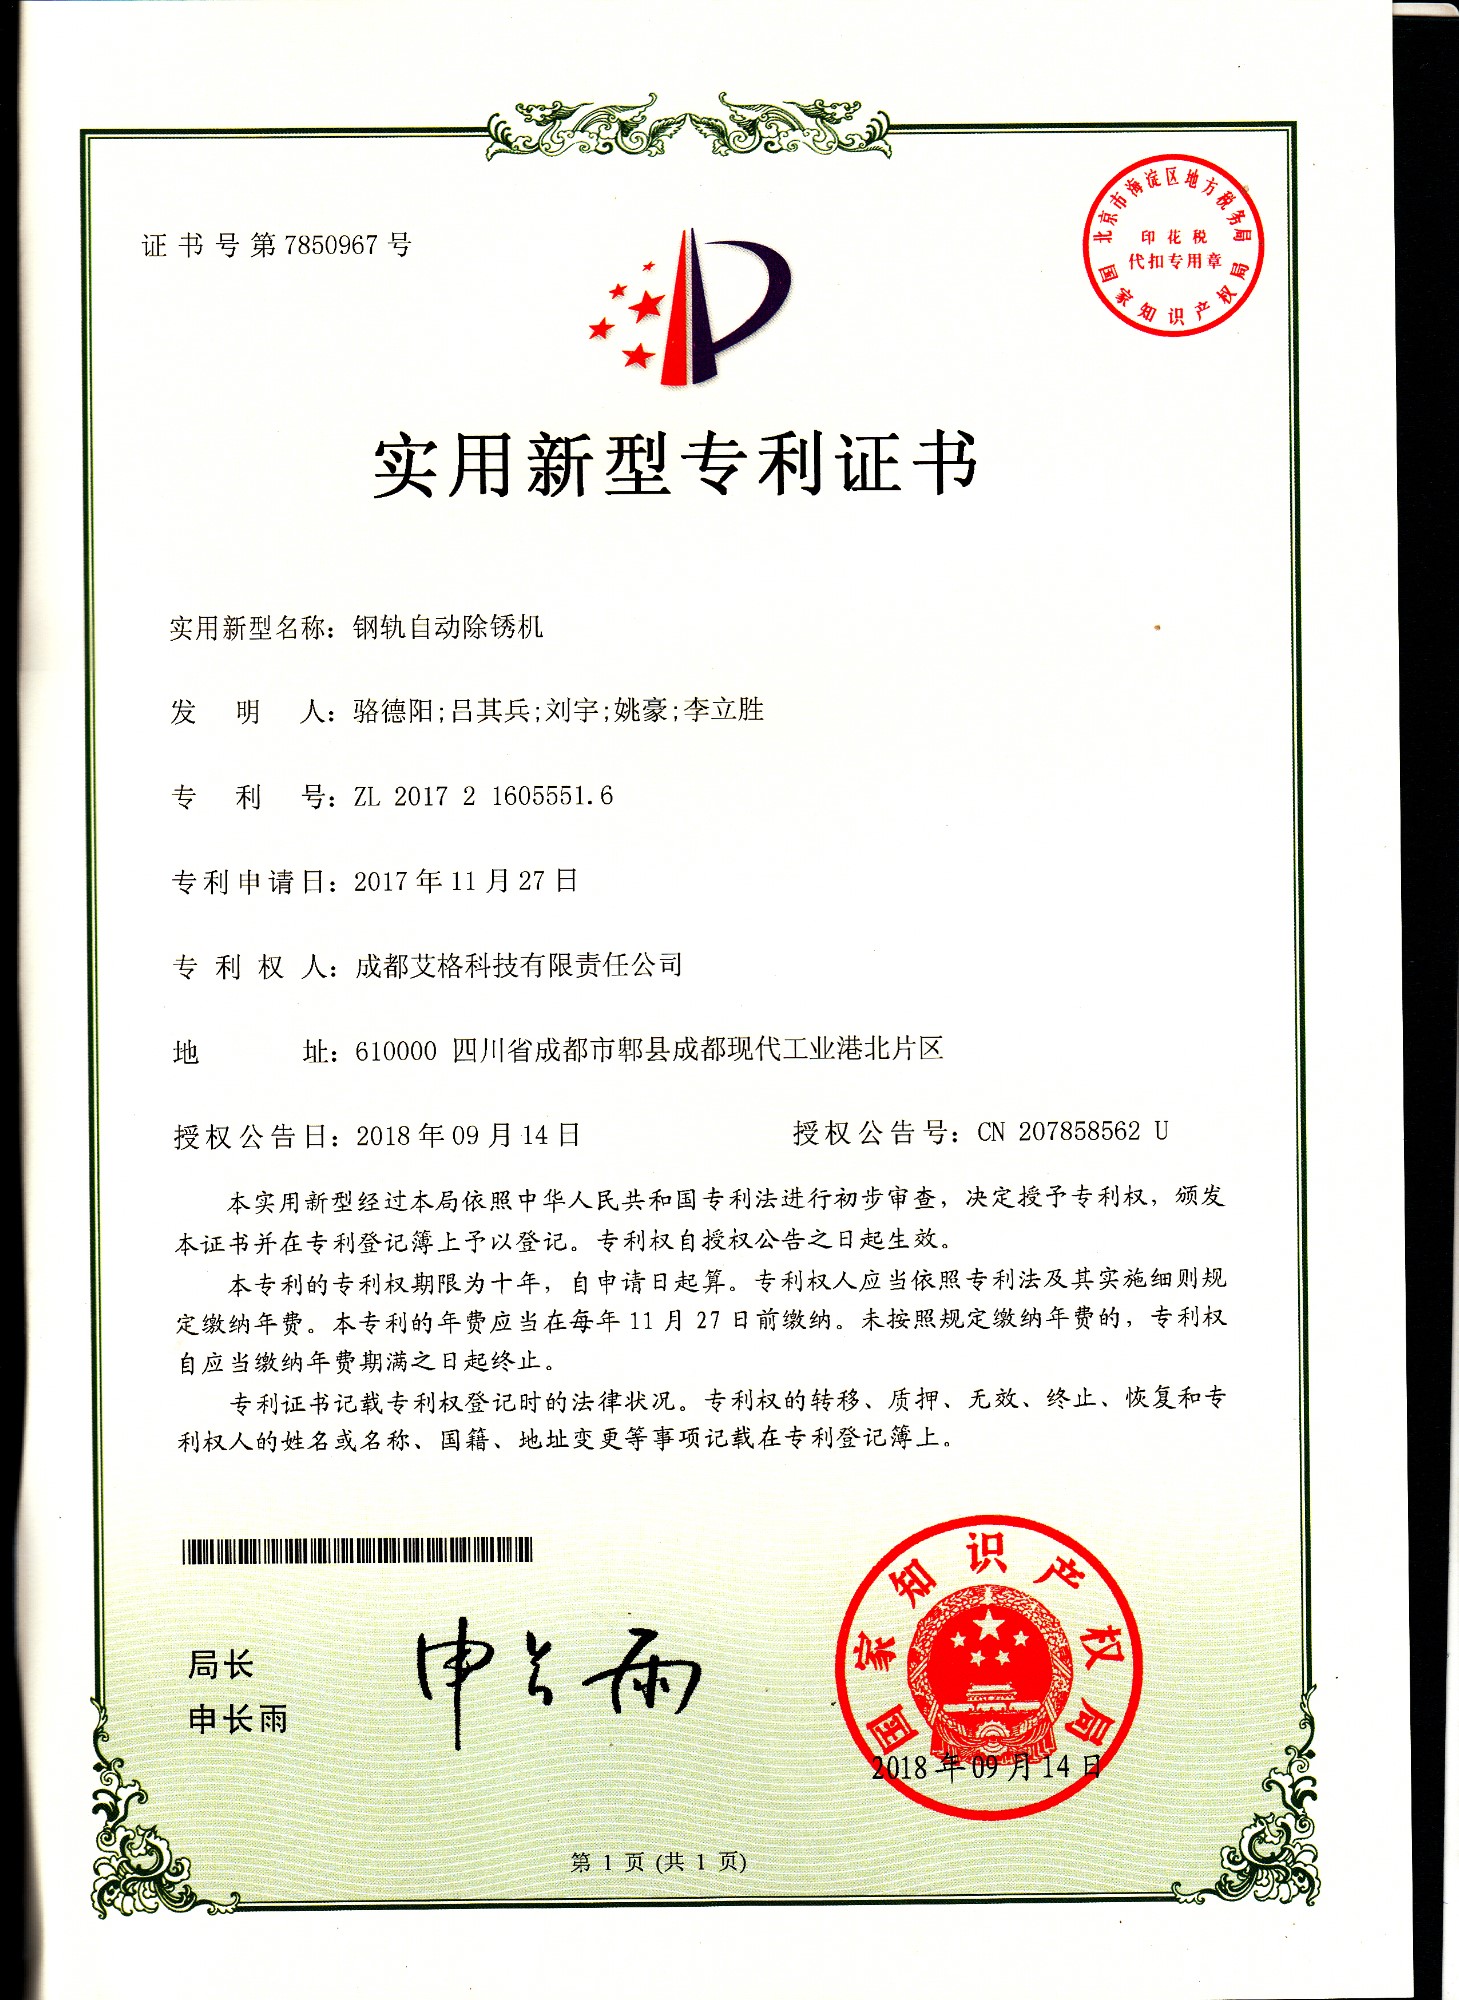 证书号第7850967号
北京市海淀区地方税务局
印花税
代扣专用章
国家知识产权局
实用新型专利证书
实用新型名称：钢轨自动除锈机
发明人：骆德阳;吕其兵;刘宇;姚豪;李立胜
专利号：ZL 2017 2 1605551.6
专利申请日：2017年11月27日
专利权人：成都艾格科技有限责任公司
地址：610000 四川省成都市郫县成都现代工业港北片区
授权公告日：2018年09月14日 授权公告号：CN 207858562 U
本实用新型经过本局依照中华人民共和国专利法进行初步审查，决定授予专利权，颁发
本证书并在专利登记簿上予以登记。专利权自授权公告之日起生效。
本专利的专利权期限为十年，自申请日起算。专利权人应当依照专利法及其实施细则规
定缴纳年费。本专利的年费应当在每年11月27日前缴纳。未按照规定缴纳年费的，专利权
自应当缴纳年费期满之日起终止。
专利证书记载专利权登记时的法律状况。专利权的转移、质押、无效、终止、恢复和专
利权人的姓名或名称、国籍、地址变更等事项记载在专利登记簿上。
局长
申长雨
申长雨
国家知识产权局
2018年09月14日
第1页(共1页)